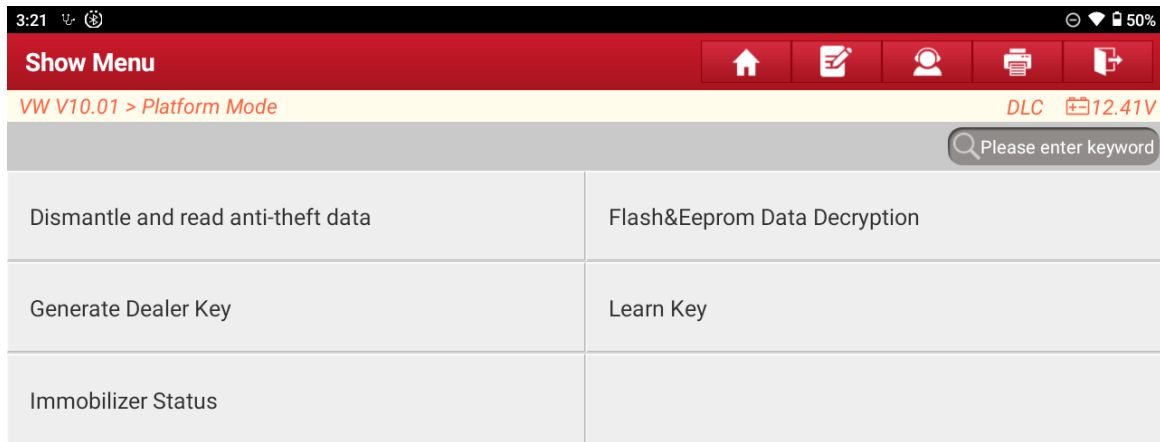 3:21 50%
Show Menu
VW V10.01 > Platform Mode DLC 12.41V
Please enter keyword
Dismantle and read anti-theft data Flash&Eeprom Data Decryption
Generate Dealer Key Learn Key
Immobilizer Status